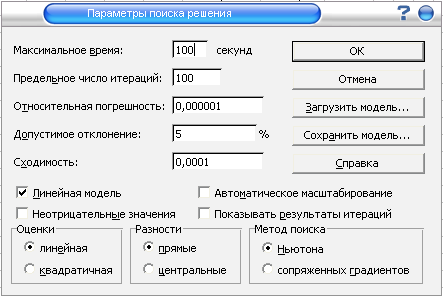 Параметры поиска решения
Максимальное время: 100 секунд OK
Предельное число итераций: 100 Отмена
Относительная погрешность: 0,000001 Загрузить модель...
Допустимое отклонение: 5 % Сохранить модель...
Сходимость: 0,0001 Справка
Линейная модель Автоматическое масштабирование
Неотрицательные значения Показывать результаты итераций
Оценки Разности Метод поиска
линейная прямые Ньютона
квадратичная центральные сопряженных градиентов